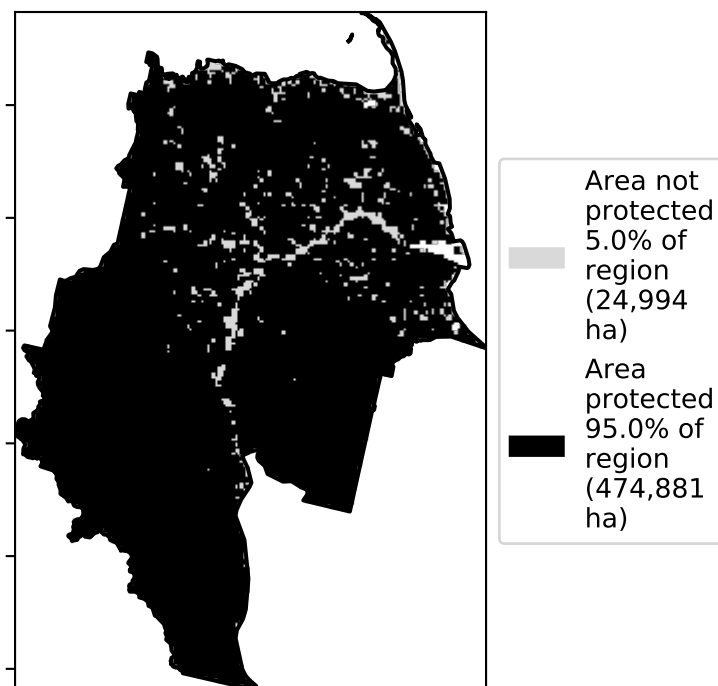 Area not
protected
5.0% of
region
(24,994
ha)
Area
protected
95.0% of
region
(474,881
ha)